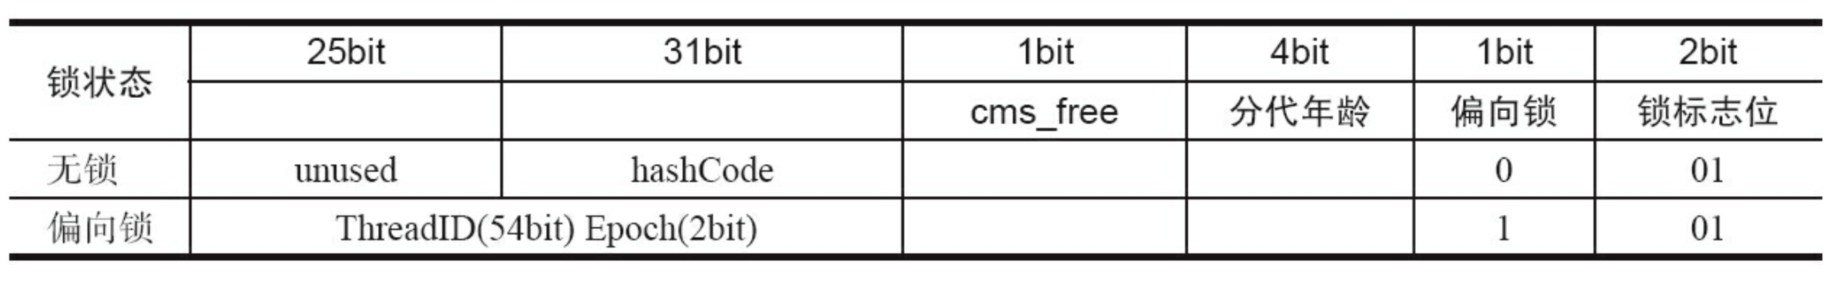 锁状态 25bit 31bit 1bit 4bit 1bit 2bit
cms_free 分代年龄 偏向锁 锁标志位
无锁 unused hashCode 0 01
偏向锁 ThreadID(54bit) Epoch(2bit) 1 01